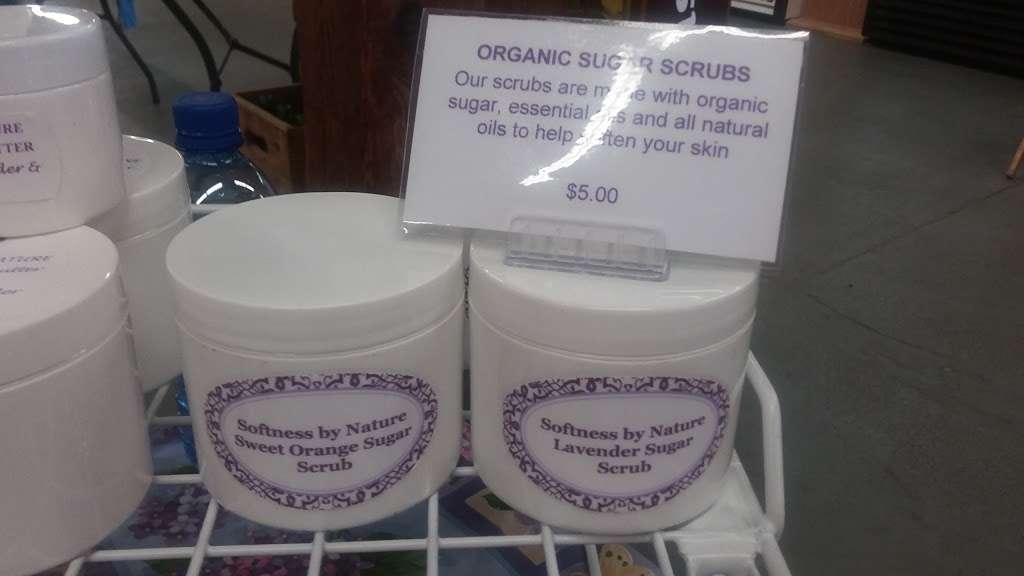 ORGANIC SUGAR SCRUBS
Our scrubs are made with organic
sugar, essential and all natural
oils to help your skin
$5.00
Softness by Nature
Sweet Orange Sugar
Scrub
Softness by Nature
Lavender Sugar
Scrub
&